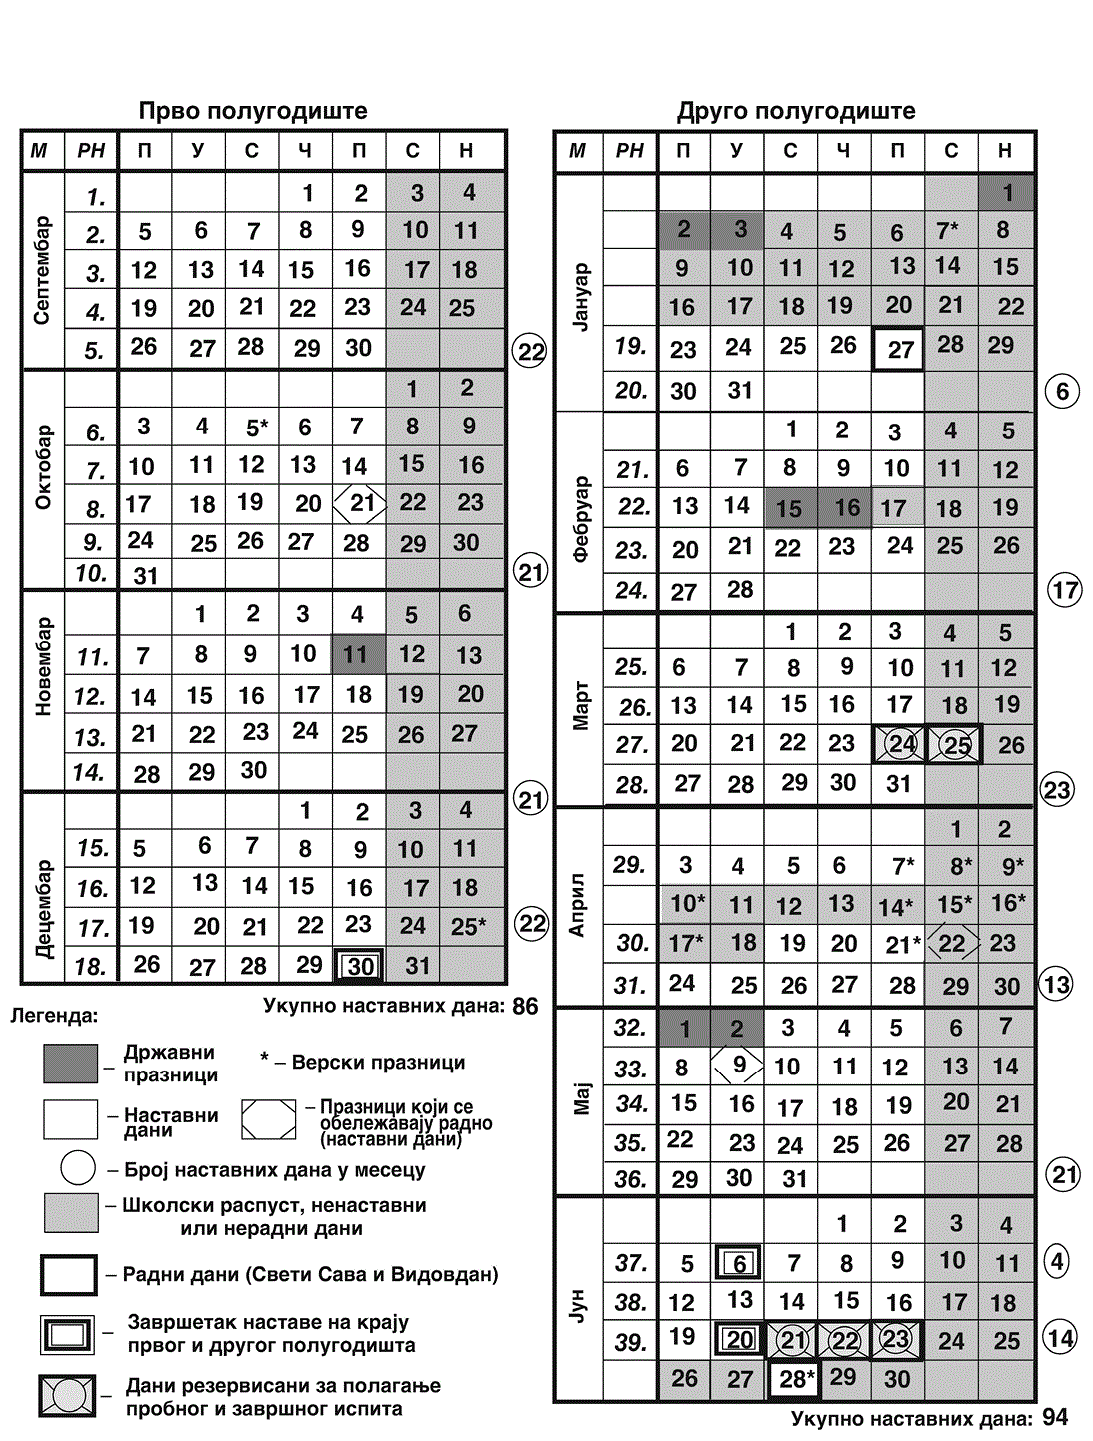 Прво полугодиште
М РН П У С Ч П С Н
Септембар
1. 1 2 3 4
2. 5 6 7 8 9 10 11
3. 12 13 14 15 16 17 18
4. 19 20 21 22 23 24 25
5. 26 27 28 29 30
22
Октобар
1 2
6. 3 4 5* 6 7 8 9
7. 10 11 12 13 14 15 16
8. 17 18 19 20 21 22 23
9. 24 25 26 27 28 29 30
10. 31
21
Новембар
1 2 3 4 5 6
11. 7 8 9 10 11 12 13
12. 14 15 16 17 18 19 20
13. 21 22 23 24 25 26 27
14. 28 29 30
21
Децембар
1 2 3 4
15. 5 6 7 8 9 10 11
16. 12 13 14 15 16 17 18
17. 19 20 21 22 23 24 25*
22
18. 26 27 28 29 30 31
Укупно наставних дана: 86
Легенда:
– Државни
празници
* – Верски празници
– Наставни
дани
– Празници који се
обележавају радно
(наставни дани)
– Број наставних дана у месецу
– Школски распуст, ненаставни
или нерадни дани
– Радни дани (Свети Сава и Видовдан)
– Завршетак наставе на крају
првог и другог полугодишта
– Дани резервисани за полагање
пробног и завршног испита
Друго полугодиште
М РН П У С Ч П С Н
Јануар
1
2 3 4 5 6 7* 8
9 10 11 12 13 14 15
16 17 18 19 20 21 22
19. 23 24 25 26 27 28 29
20. 30 31
6
Фебруар
1 2 3 4 5
21. 6 7 8 9 10 11 12
22. 13 14 15 16 17 18 19
23. 20 21 22 23 24 25 26
24. 27 28
17
Март
1 2 3 4 5
25. 6 7 8 9 10 11 12
26. 13 14 15 16 17 18 19
27. 20 21 22 23 24 25 26
28. 27 28 29 30 31
23
Април
1 2
29. 3 4 5 6 7* 8* 9*
10* 11 12 13 14* 15* 16*
30. 17* 18 19 20 21* 22 23
31. 24 25 26 27 28 29 30
13
Мај
32. 1 2 3 4 5 6 7
33. 8 9 10 11 12 13 14
34. 15 16 17 18 19 20 21
35. 22 23 24 25 26 27 28
36. 29 30 31
21
Јун
1 2 3 4
37. 5 6 7 8 9 10 11
4
38. 12 13 14 15 16 17 18
39. 19 20 21 22 23 24 25
14
26 27 28* 29 30
Укупно наставних дана: 94